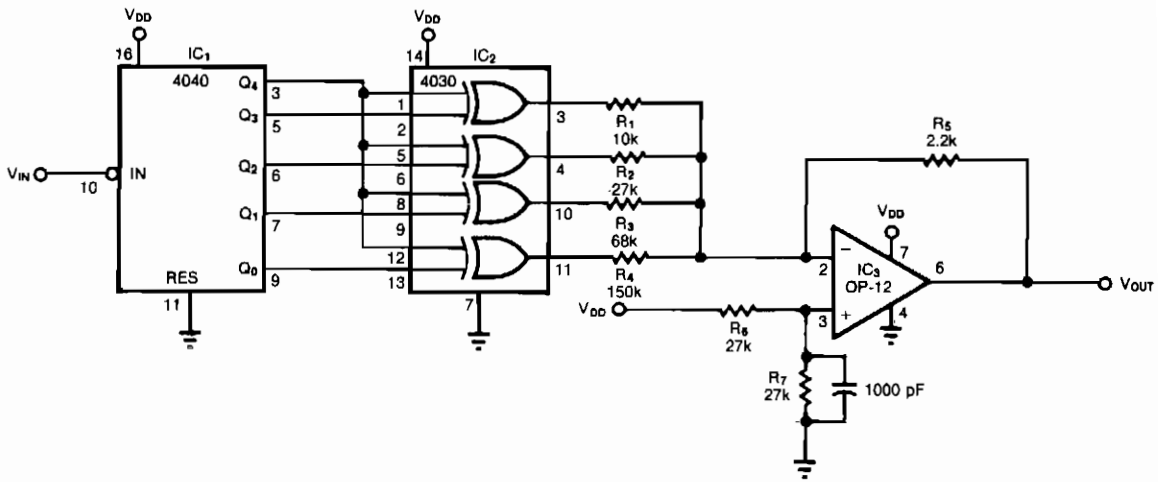 VDD
16
IC1
4040
Q4
3
Q3
5
Q2
6
Q1
7
Q0
9
VIN
10
IN
RES
11
VDD
14
IC2
4030
1
2
5
6
8
9
12
13
7
3
4
10
11
R1
10k
R2
27k
R3
68k
R4
150k
R5
2.2k
VDD
7
2
IC3
OP-12
6
VOUT
3
4
VDD
R6
27k
R7
27k
1000 pF